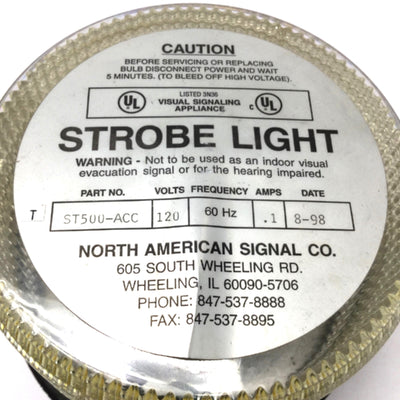 CAUTION
BEFORE SERVICING OR REPLACING
BULB DISCONNECT POWER AND WAIT
5 MINUTES. (TO BLEED OFF HIGH VOLTAGE).
LISTED 3N36
UL VISUAL SIGNALING C UL
APPLIANCE
STROBE LIGHT
WARNING - Not to be used as an indoor visual
evacuation signal or for the hearing impaired.
PART NO. VOLTS FREQUENCY AMPS DATE
T ST500-ACC 120 60 Hz .1 8-98
NORTH AMERICAN SIGNAL CO.
605 SOUTH WHEELING RD.
WHEELING, IL 60090-5706
PHONE: 847-537-8888
FAX: 847-537-8895